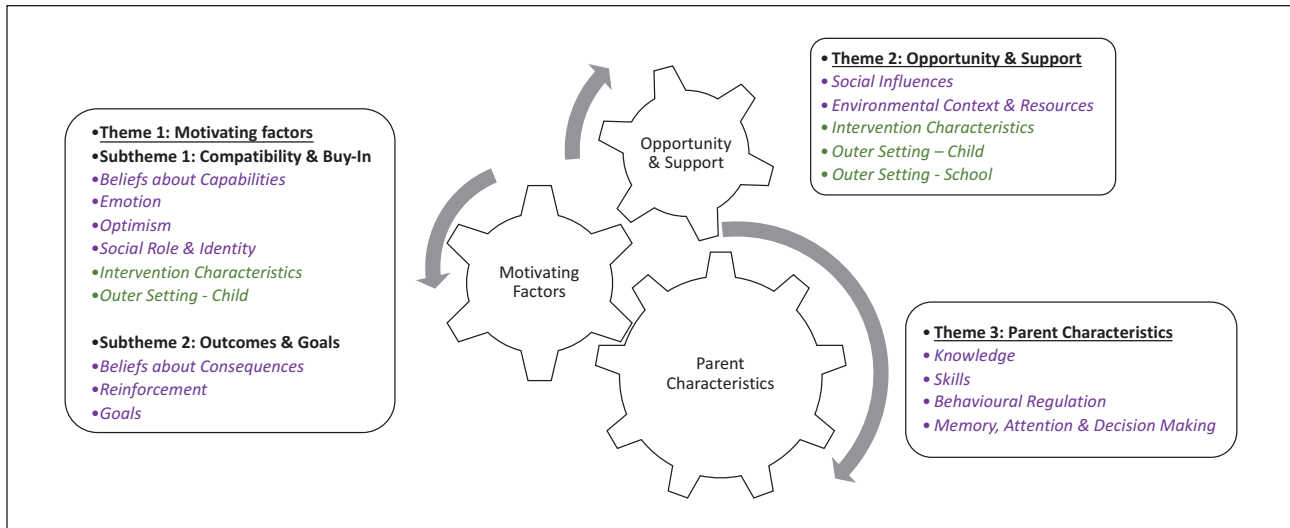 •Theme 1: Motivating factors
•Subtheme 1: Compatibility & Buy-In
•Beliefs about Capabilities
•Emotion
•Optimism
•Social Role & Identity
•Intervention Characteristics
•Outer Setting - Child
•Subtheme 2: Outcomes & Goals
•Beliefs about Consequences
•Reinforcement
•Goals
Opportunity
& Support
Motivating
Factors
Parent
Characteristics
• Theme 2: Opportunity & Support
• Social Influences
• Environmental Context & Resources
• Intervention Characteristics
• Outer Setting – Child
• Outer Setting - School
• Theme 3: Parent Characteristics
• Knowledge
• Skills
• Behavioural Regulation
• Memory, Attention & Decision Making